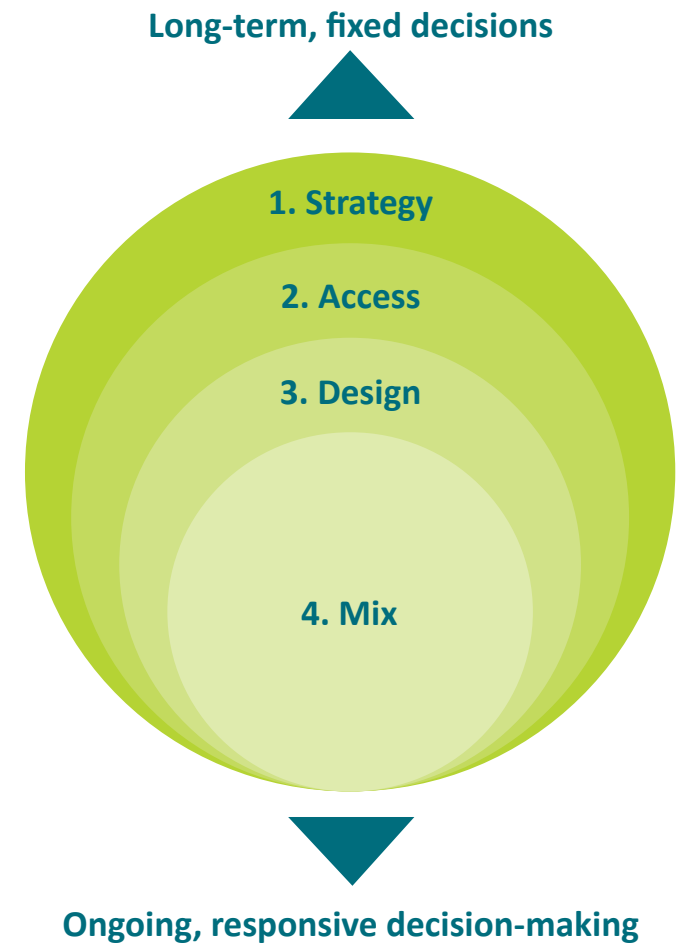 Long-term, fixed decisions
1. Strategy
2. Access
3. Design
4. Mix
Ongoing, responsive decision-making